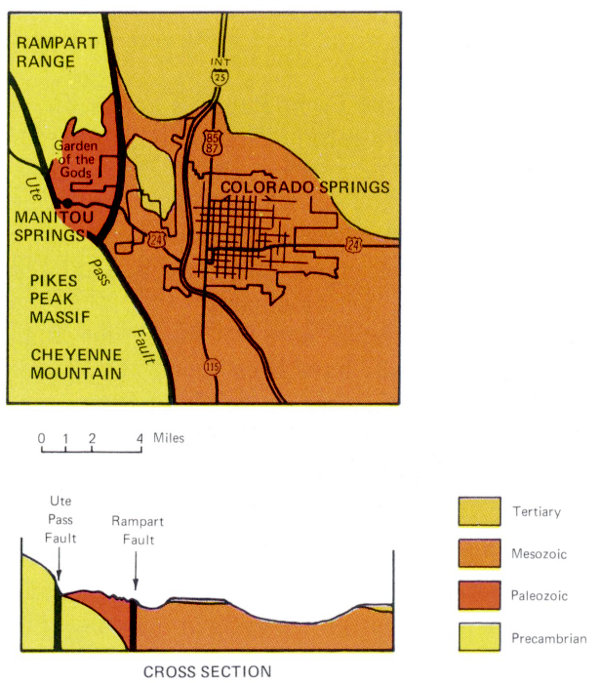 RAMPART
RANGE
INT
25
85
87
Garden
of the
Gods
COLORADO SPRINGS
Ute
MANITOU
SPRINGS
24
24
Pass
PIKES
PEAK
MASSIF
Fault
CHEYENNE
MOUNTAIN
115
0 1 2 4 Miles
Ute
Pass
Fault
Rampart
Fault
Tertiary
Mesozoic
Paleozoic
Precambrian
CROSS SECTION